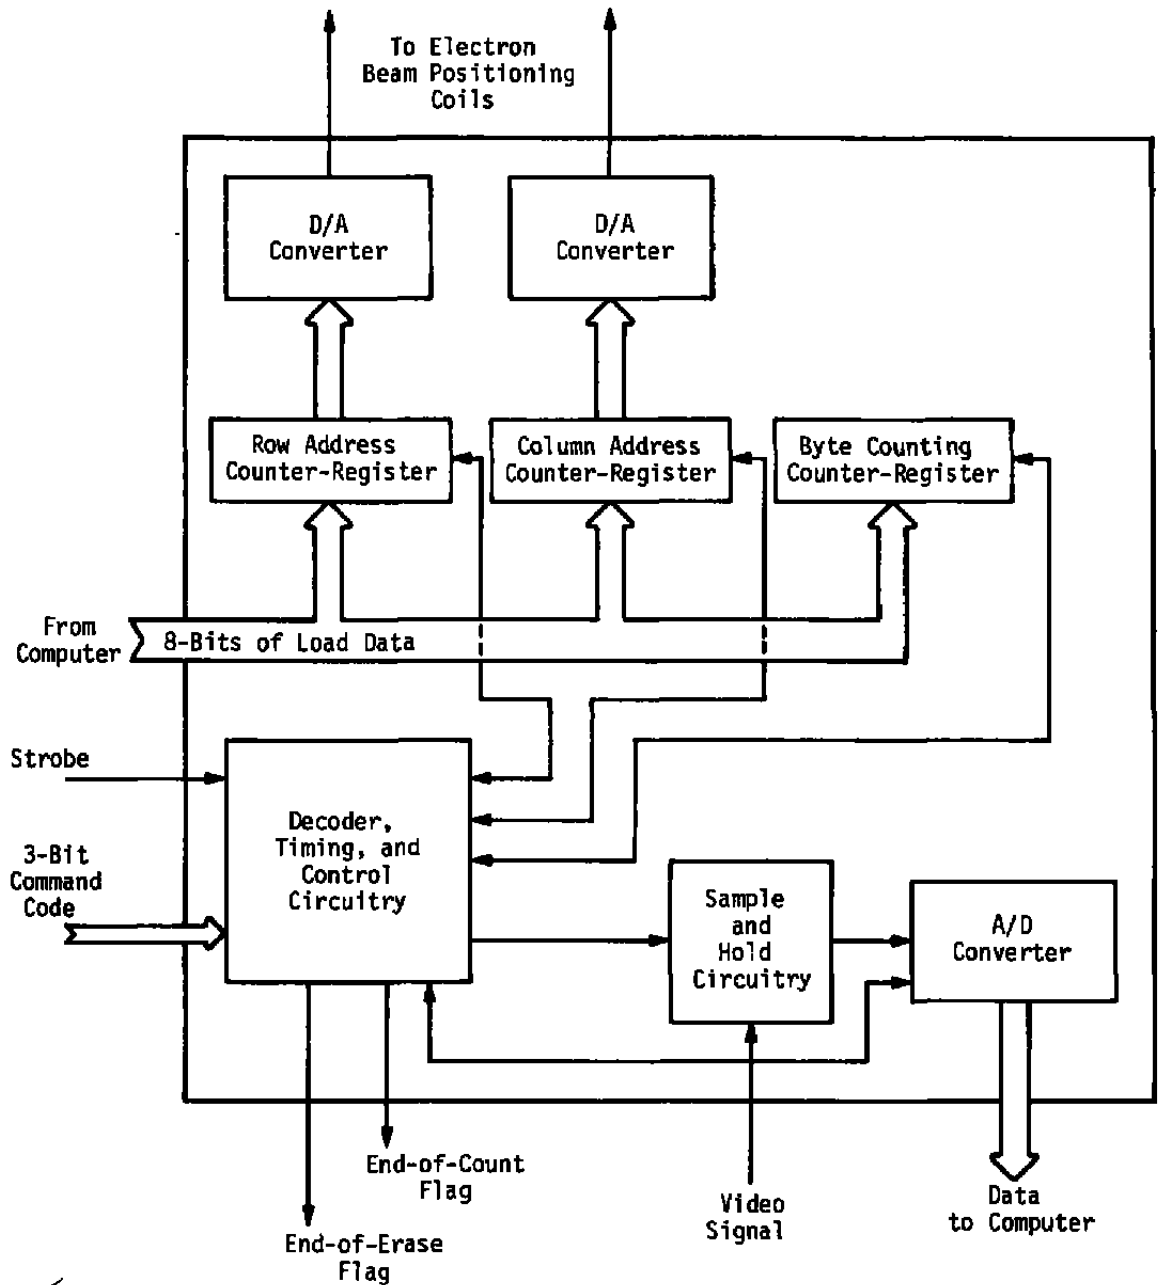 To Electron
Beam Positioning
Coils
D/A
Converter
D/A
Converter
Row Address
Counter-Register
Column Address
Counter-Register
Byte Counting
Counter-Register
From
Computer
8-Bits of Load Data
Strobe
3-Bit
Command
Code
Decoder,
Timing, and
Control
Circuitry
Sample
and
Hold
Circuitry
A/D
Converter
End-of-Count
Flag
End-of-Erase
Flag
Video
Signal
Data
to Computer